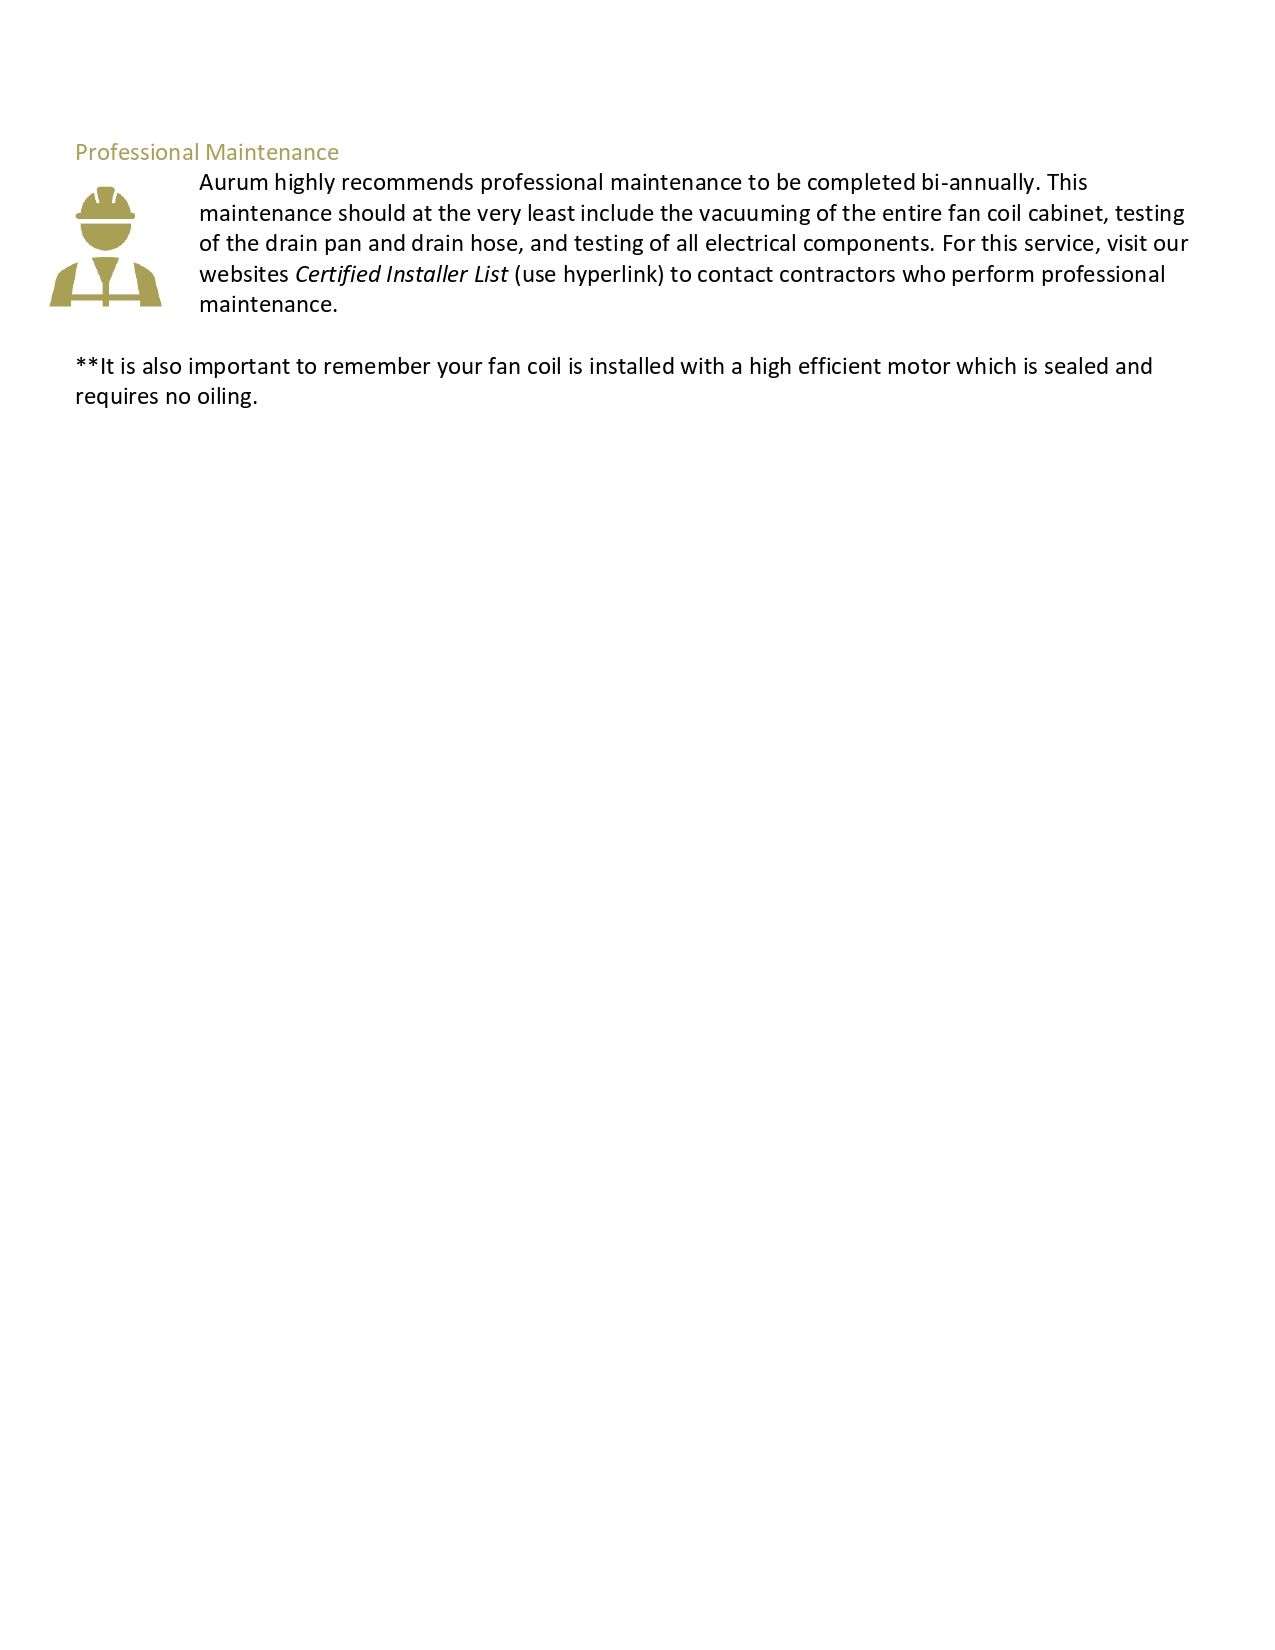 Professional Maintenance
Aurum highly recommends professional maintenance to be completed bi-annually. This
maintenance should at the very least include the vacuuming of the entire fan coil cabinet, testing
of the drain pan and drain hose, and testing of all electrical components. For this service, visit our
websites Certified Installer List (use hyperlink) to contact contractors who perform professional
maintenance.
**It is also important to remember your fan coil is installed with a high efficient motor which is sealed and
requires no oiling.